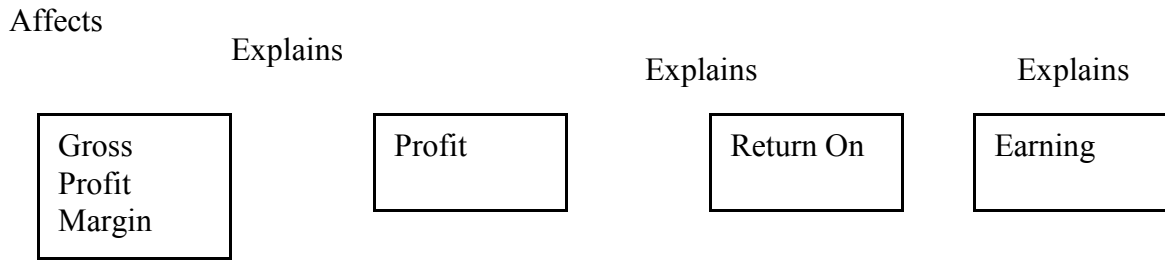 Affects
Explains
Explains
Explains
Gross
Profit
Margin
Profit
Return On
Earning